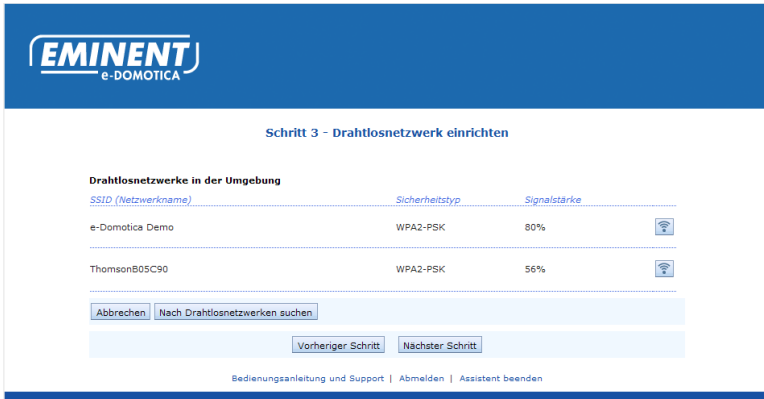 EMINENT
e-DOMOTICA
Schritt 3 - Drahtlosnetzwerk einrichten
Drahtlosnetzwerke in der Umgebung
SSID (Netzwerkname) Sicherheitstyp Signalstärke
e-Domotica Demo WPA2-PSK 80%
ThomsonB05C90 WPA2-PSK 56%
Abbrechen Nach Drahtlosnetzwerken suchen
Vorheriger Schritt Nächster Schritt
Bedienungsanleitung und Support | Abmelden | Assistent beenden